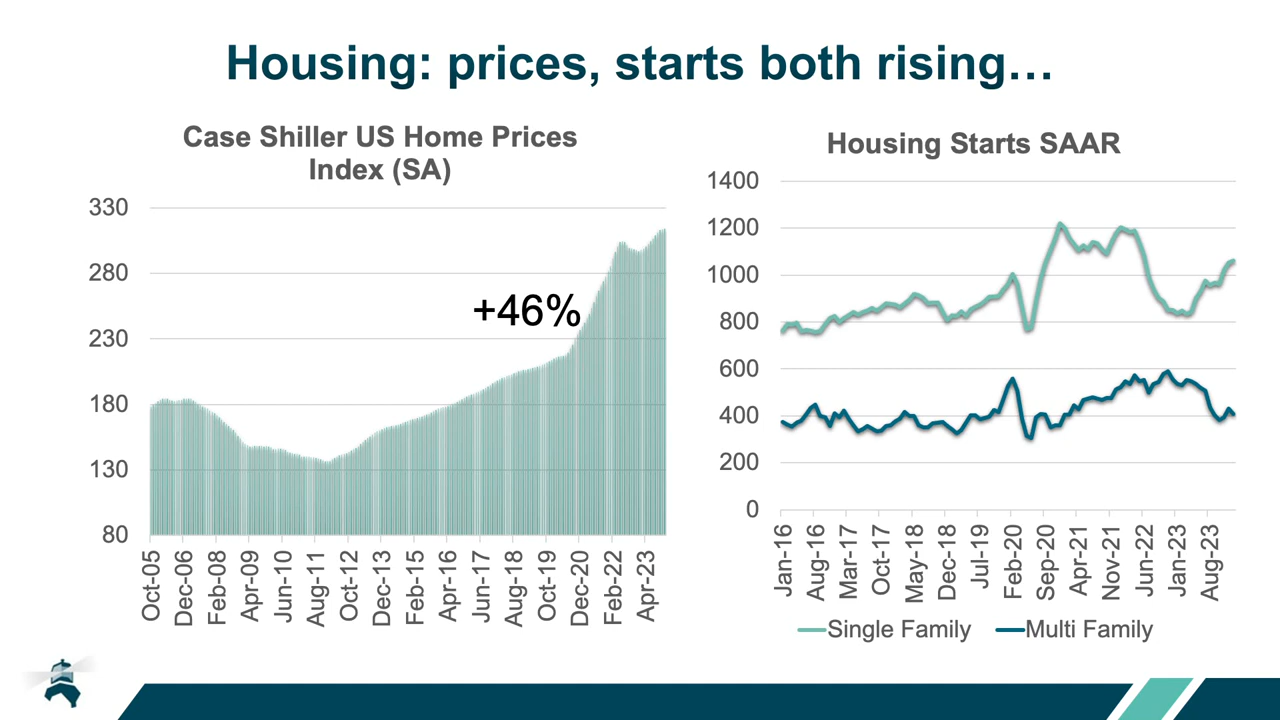 Housing: prices, starts both rising…
Case Shiller US Home Prices
Index (SA)
330
280
230
180
130
80
+46%
Oct-05
Dec-06
Feb-08
Apr-09
Jun-10
Aug-11
Oct-12
Dec-13
Feb-15
Apr-16
Jun-17
Aug-18
Oct-19
Dec-20
Feb-22
Apr-23
Housing Starts SAAR
1400
1200
1000
800
600
400
200
0
Jan-16
Aug-16
Mar-17
Oct-17
May-18
Dec-18
Jul-19
Feb-20
Sep-20
Apr-21
Nov-21
Jun-22
Jan-23
Aug-23
Single Family
Multi Family